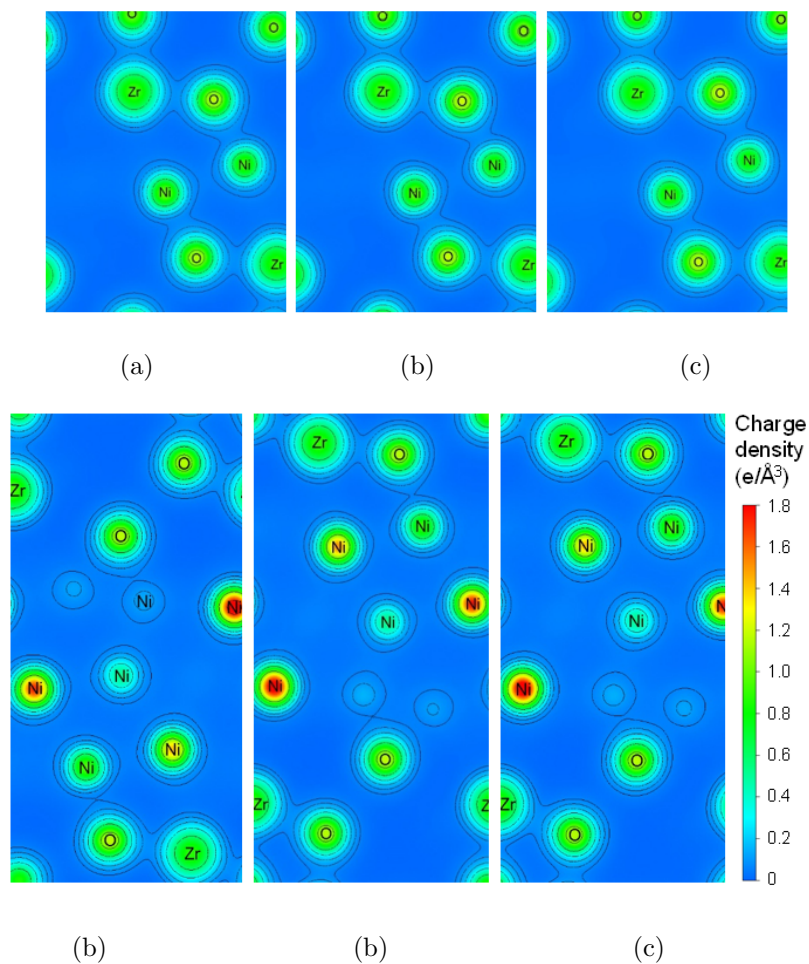 O O O O O O
Zr O Zr O Zr O
Ni Ni Ni
Ni Ni Ni
O Zr O Zr O Zr
(a) (b) (c)
Charge
density
(e/Å3)
Zr O Zr O
O
Zr
1.8
O Ni Ni Ni Ni
1.6
Ni Ni Ni N
1.4
Ni Ni
1.2
Ni Ni Ni Ni
1.0
Ni
0.8
Ni O O
0.6
Zr Z Zr
0.4
O Zr O O
0.2
0
(b) (b) (c)